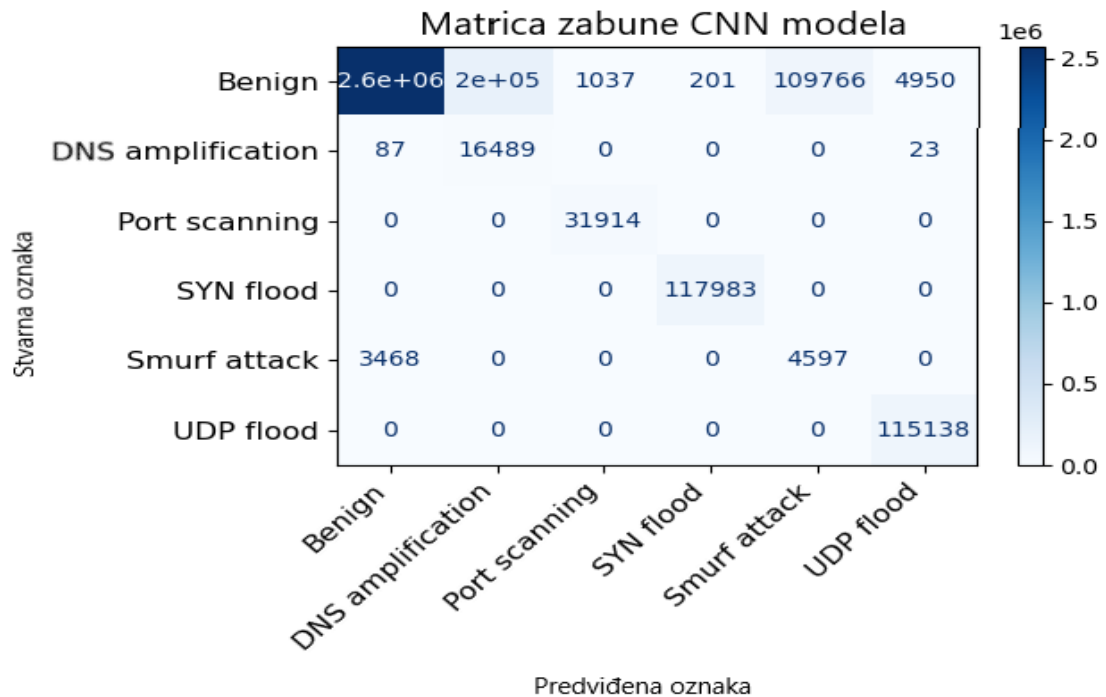 Matrica zabune CNN modela
1e6
Benign 2.6e+06 2e+05 1037 201 109766 4950
DNS amplification 87 16489 0 0 0 23
Port scanning 0 0 31914 0 0 0
SYN flood 0 0 0 117983 0 0
Smurf attack 3468 0 0 0 4597 0
UDP flood 0 0 0 0 0 115138
Stvarna oznaka
2.5
2.0
1.5
1.0
0.5
0.0
Benign
DNS amplification
Port scanning
SYN flood
Smurf attack
UDP flood
Predviđena oznaka